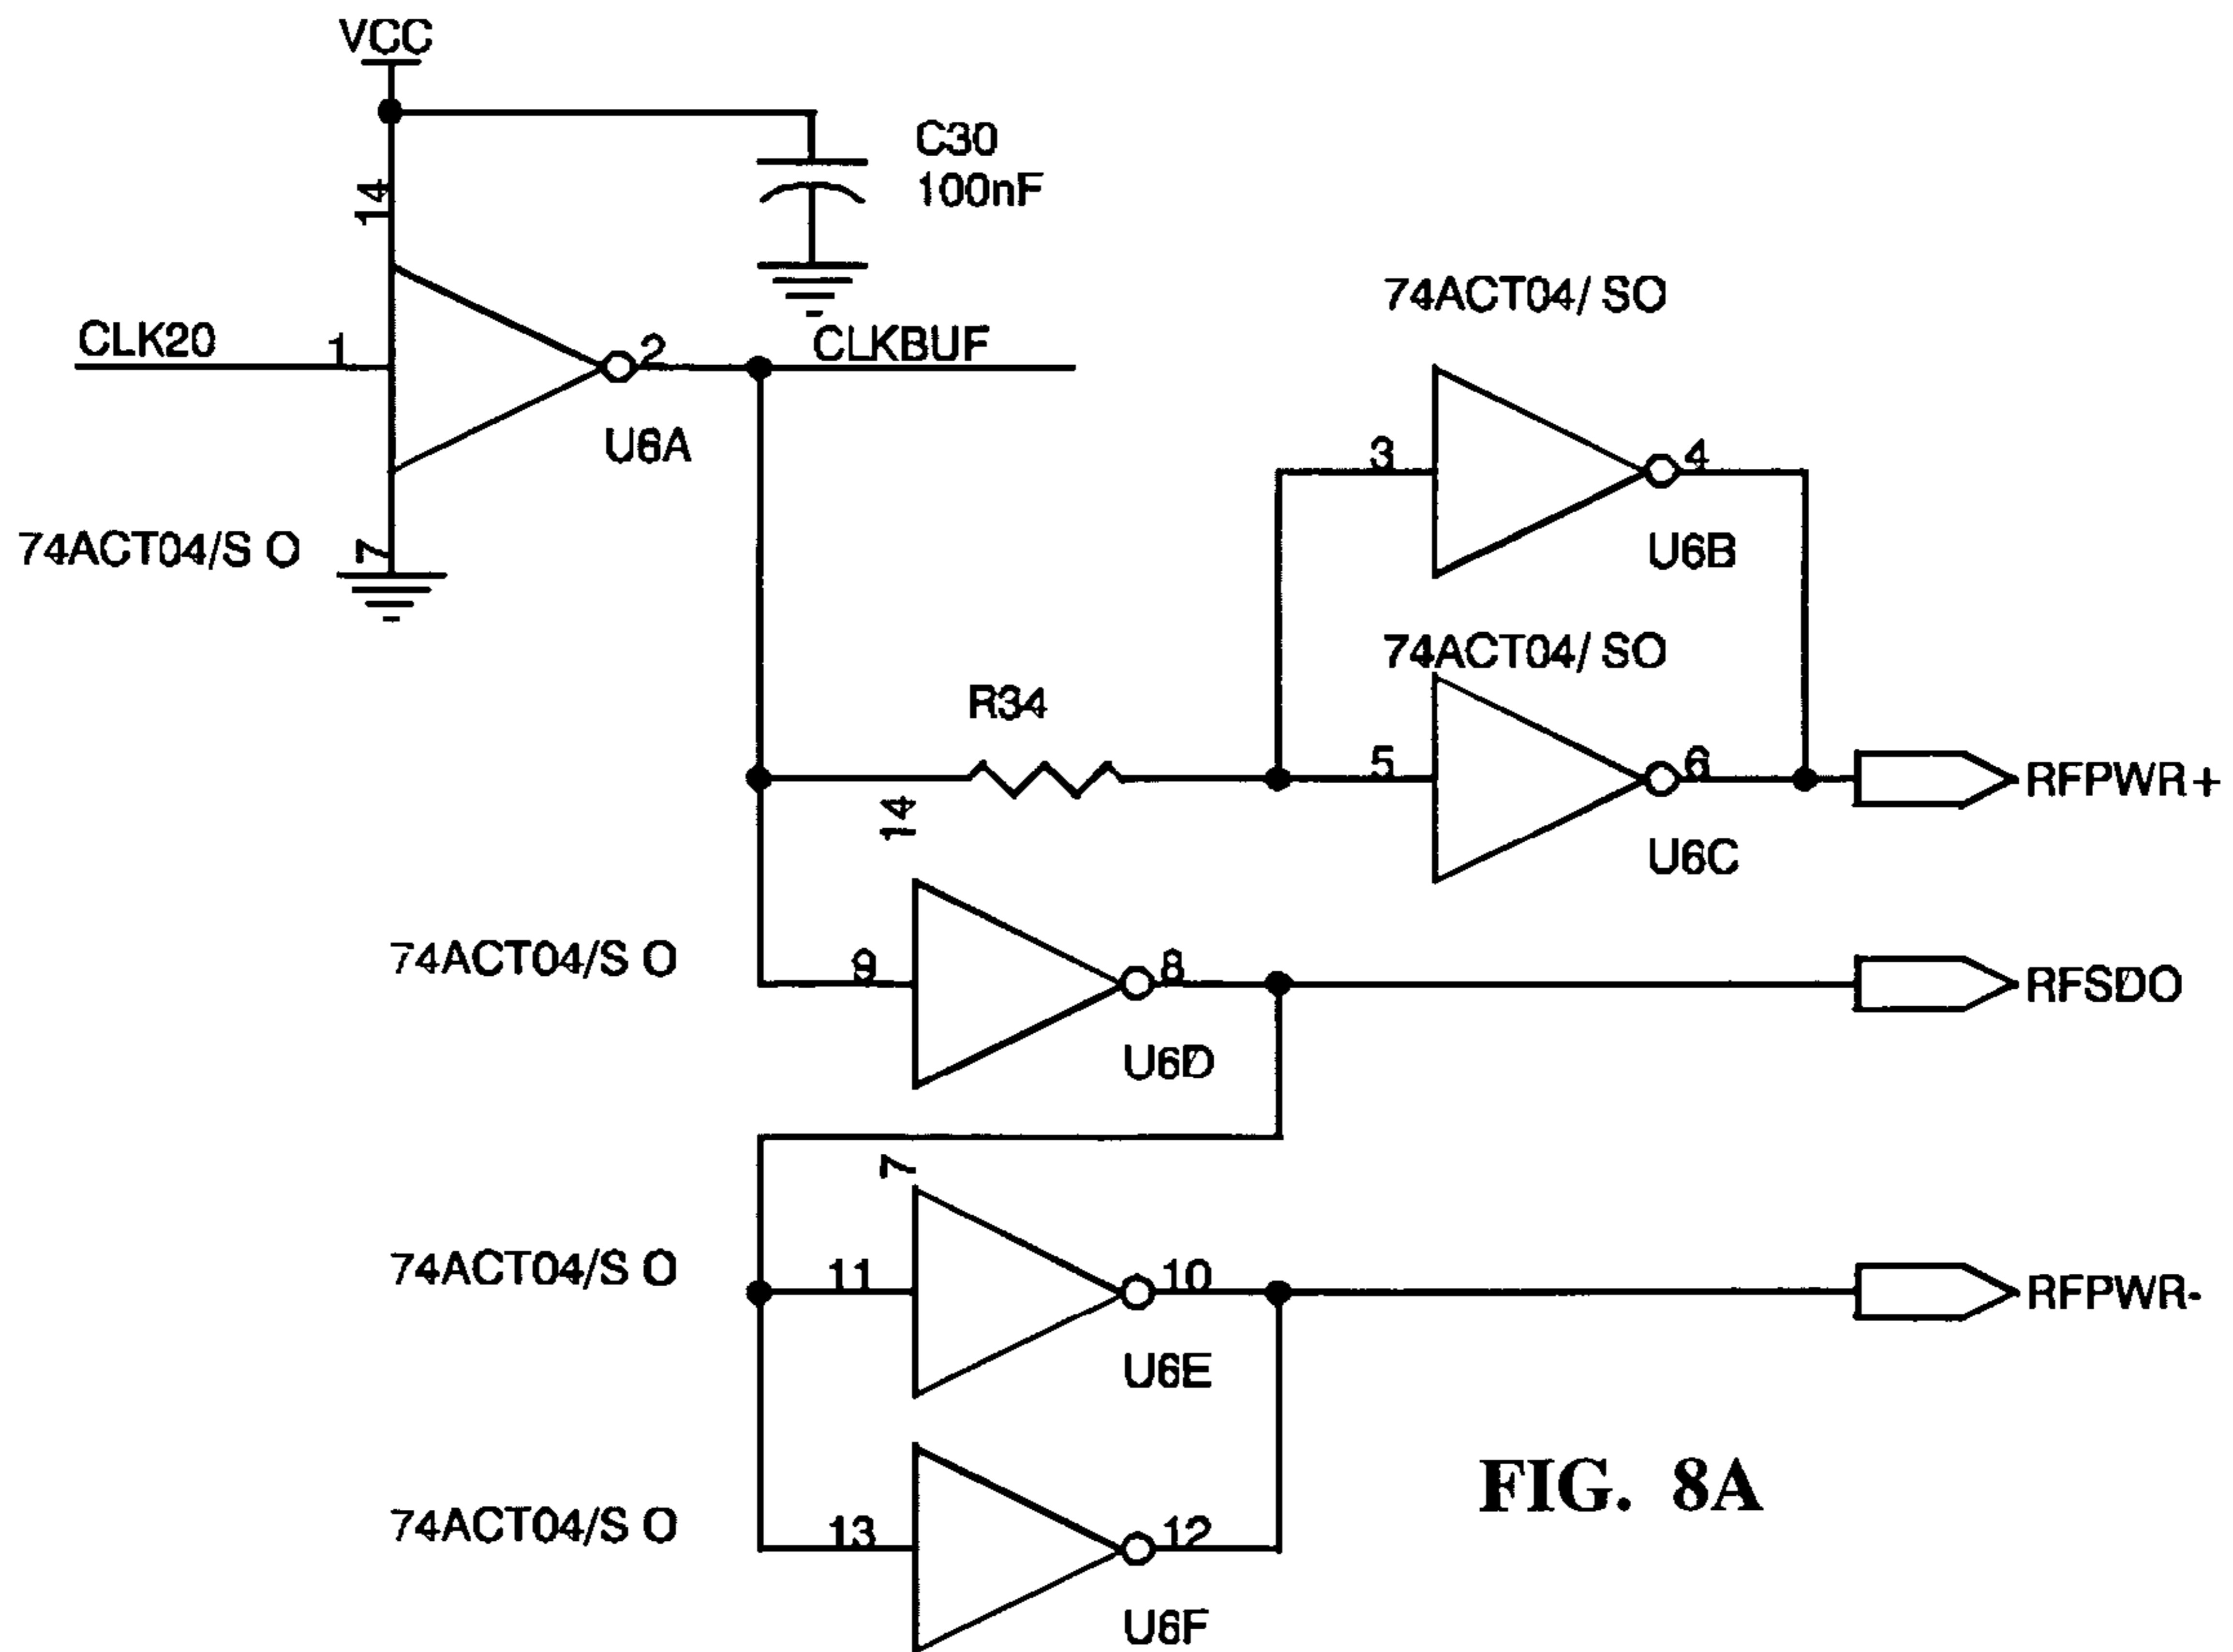 VCC
C30
100nF
14
74ACT04/ SO
CLK20
1
2
CLKBUF
U6A
3
4
74ACT04/S O
7
U6B
74ACT04/ SO
R34
5
6
RFPWR+
14
U6C
74ACT04/S O
9
8
RFSDO
U6D
7
74ACT04/S O
11
10
RFPWR-
U6E
FIG. 8A
74ACT04/S O
13
12
U6F